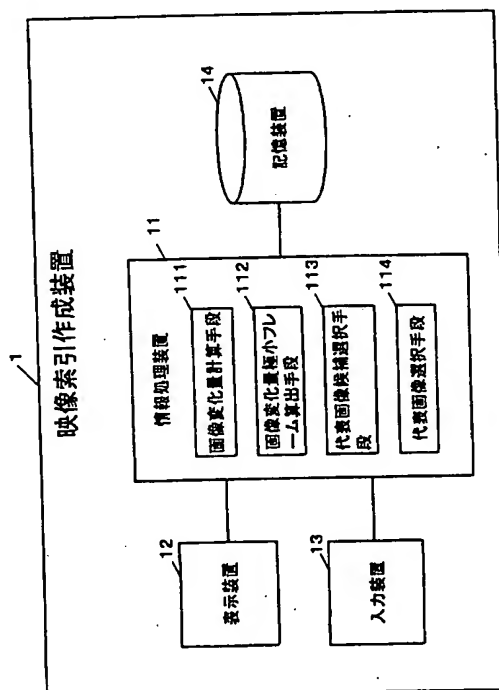 1
映像索引作成装置
11
情報処理装置
111
画像変化量計算手段
112
画像変化量極小フレ
ーム算出手段
113
代表画像候補選択手
段
114
代表画像選択手段
12
表示装置
13
入力装置
14
記憶装置